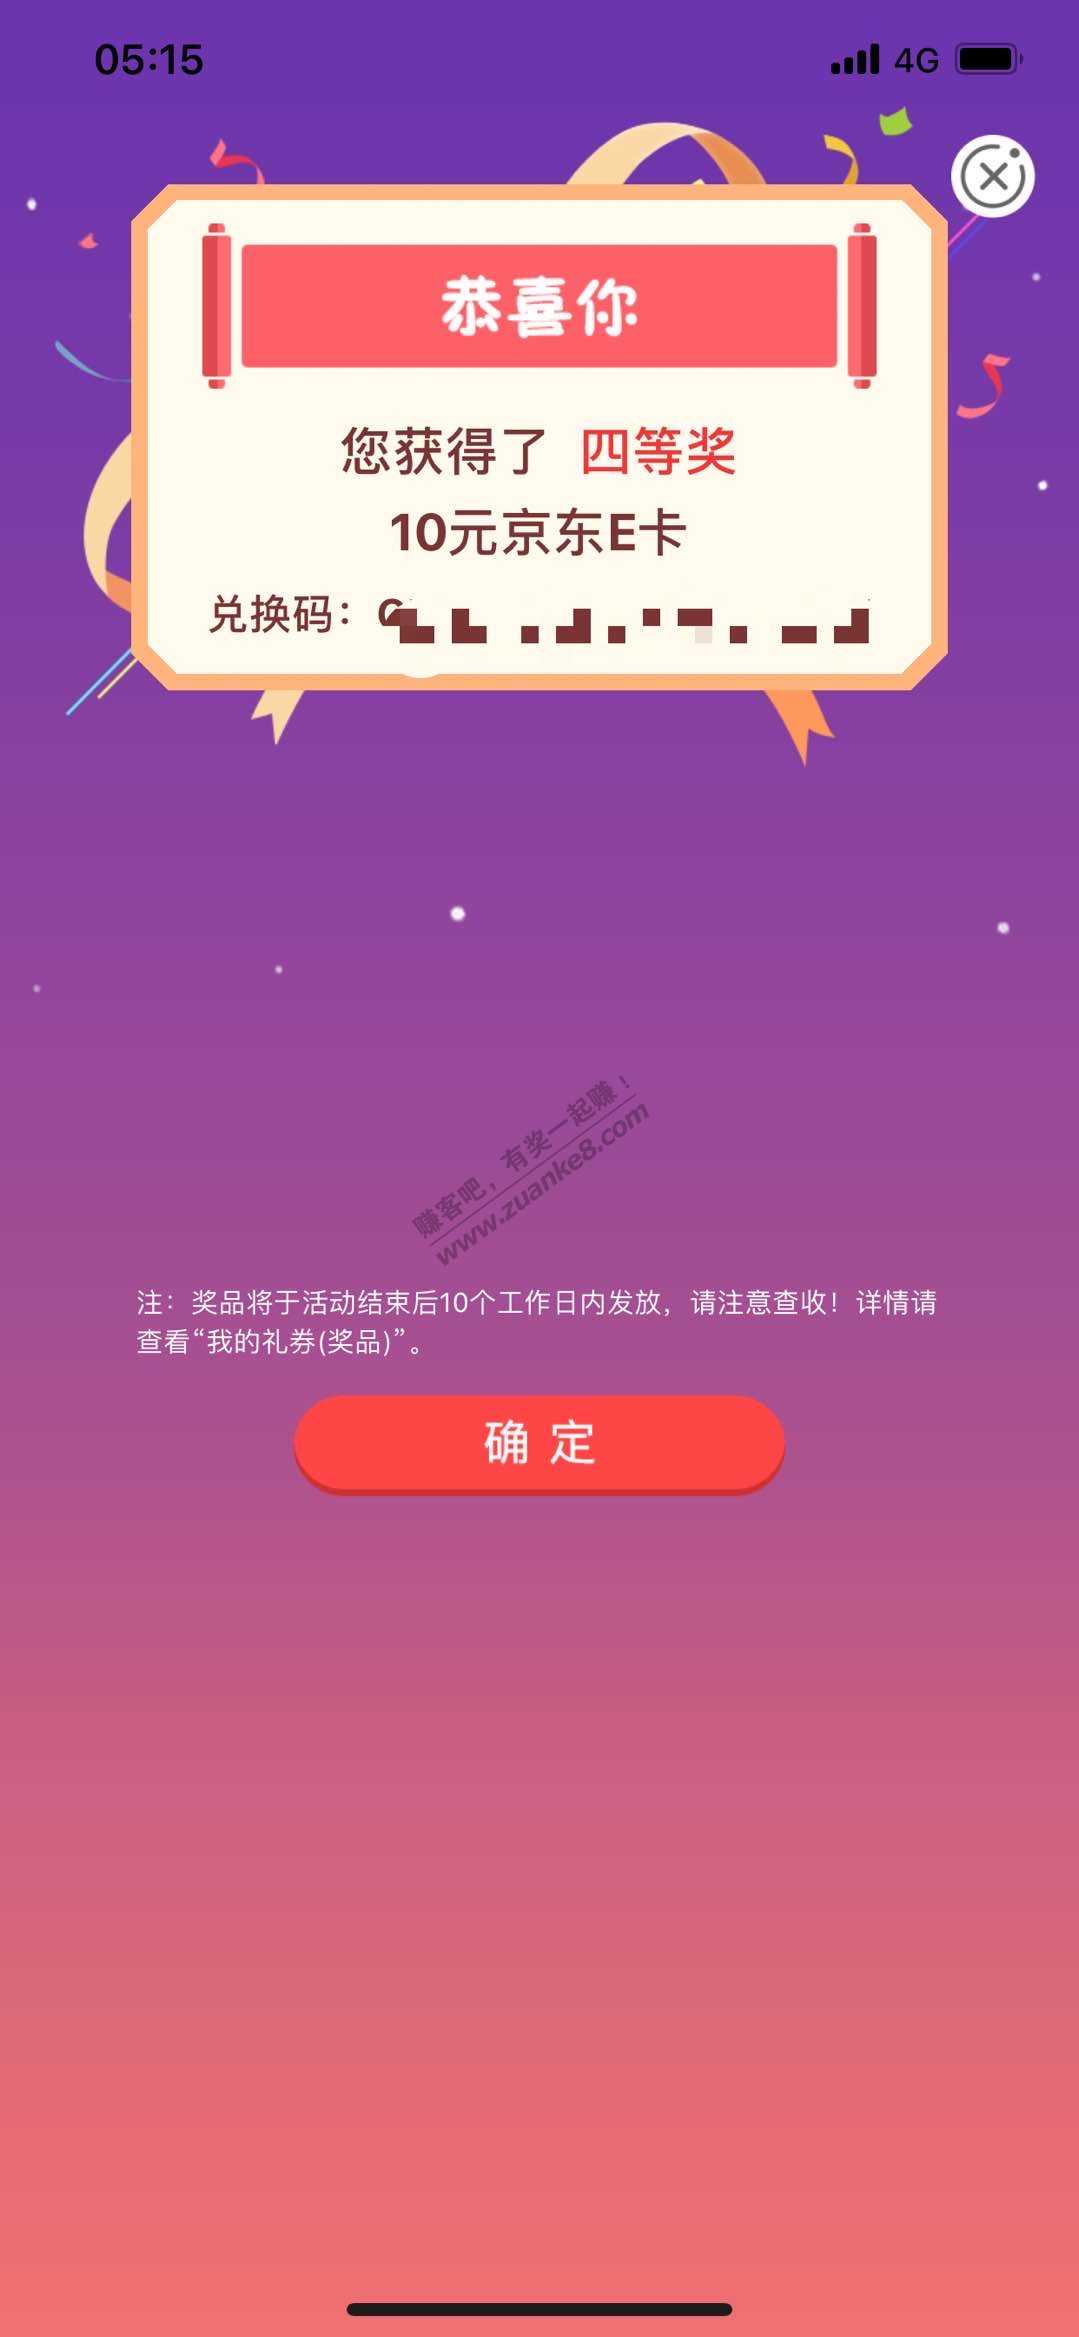 05:15
4G
恭喜你
您获得了 四等奖
10元京东E卡
兑换码：
赚客吧，有奖一起赚！
www.zuanke8.com
注：奖品将于活动结束后10个工作日内发放，请注意查收！详情请
查看“我的礼券(奖品)”。
确 定